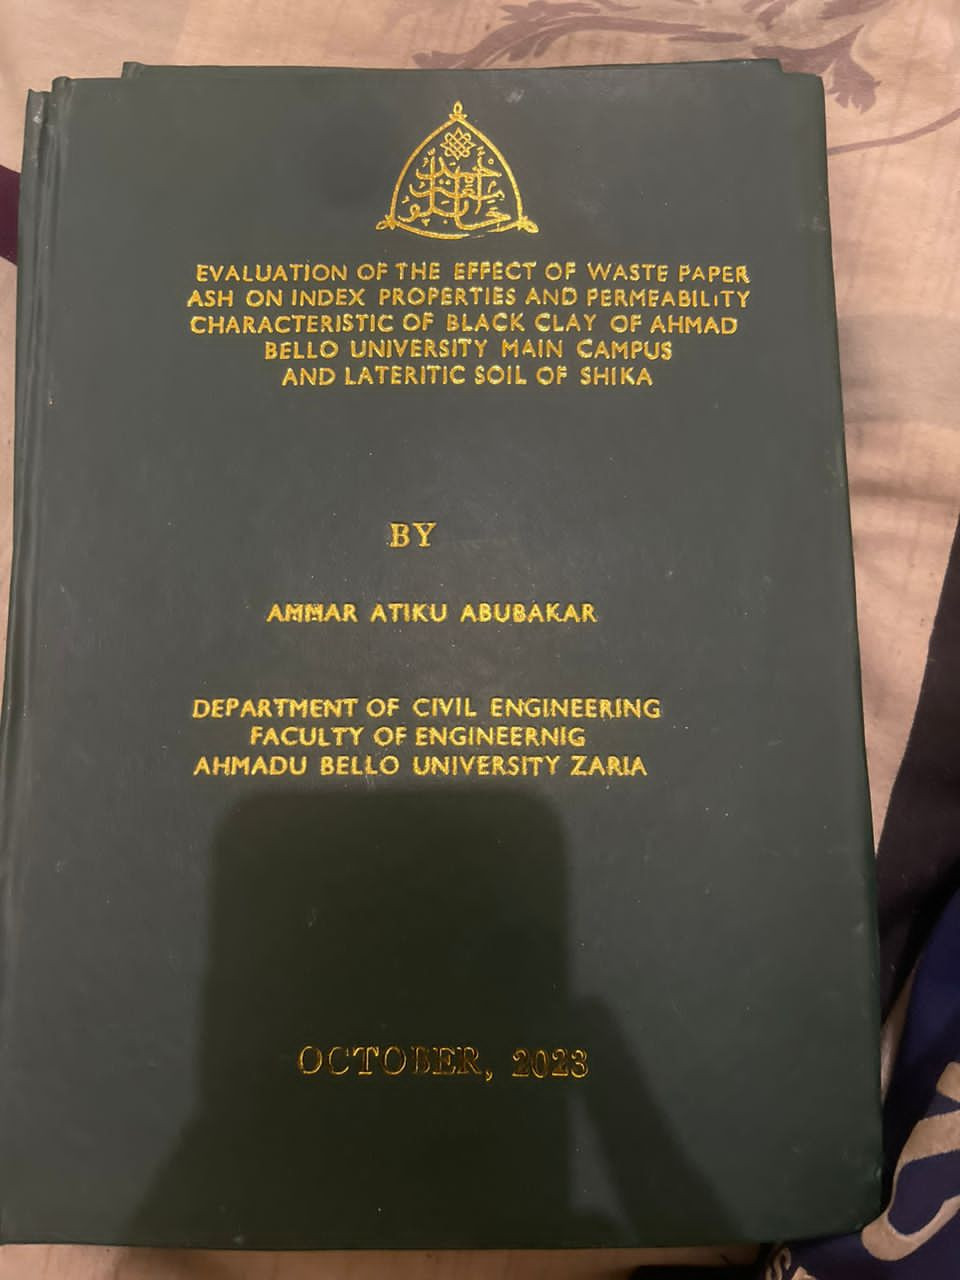 EVALUATION OF THE EFFECT OF WASTE PAPER
ASH ON INDEX PROPERTIES AND PERMEABILITY
CHARACTERISTIC OF BLACK CLAY OF AHMAD
BELLO UNIVERSITY MAIN CAMPUS
AND LATERITIC SOIL OF SHIKA
BY
AMMAR ATIKU ABUBAKAR
DEPARTMENT OF CIVIL ENGINEERING
FACULTY OF ENGINEERNIG
AHMADU BELLO UNIVERSITY ZARIA
OCTOBER, 2023